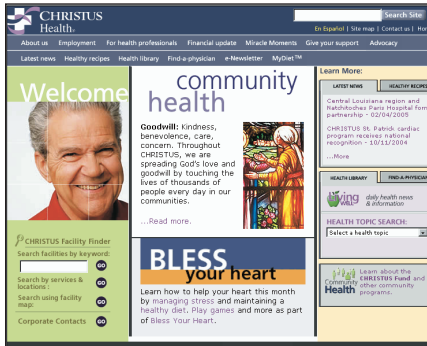 CHRISTUS
Health®
Search Site
En Español | Site map | Contact us |
About us Employment For health professionals Financial update Miracle Moments Give your support Advocacy
Latest news Healthy recipes Health library Find-a-physician e-Newsletter MyDiet™
Welcome
CHRISTUS Facility Finder
Search facilities by keyword:
GO
Search by services &
locations :
GO
Search using facility
map:
GO
Corporate Contacts
GO
community
health
Goodwill: Kindness,
benevolence, care,
concern. Throughout
CHRISTUS, we are
spreading God's love and
goodwill by touching the
lives of thousands of
people every day in our
communities.
...Read more.
BLESS
your heart
Learn how to help your heart this month
by managing stress and maintaining a
healthy diet. Play games and more as part
of Bless Your Heart.
Learn More:
LATEST NEWS
HEALTHY RECIPES
Central Louisiana region and
Natchitoches Paris Hospital form
partnership - 02/04/2005
CHRISTUS St. Patrick cardiac
program receives national
recognition - 10/11/2004
...More
HEALTH LIBRARY
FIND-A-PHYSICIAN
living
WELL
daily health news
& information
HEALTH TOPIC SEARCH:
Select a health topic
Community
Health
Learn about the
CHRISTUS Fund and
other community
programs.